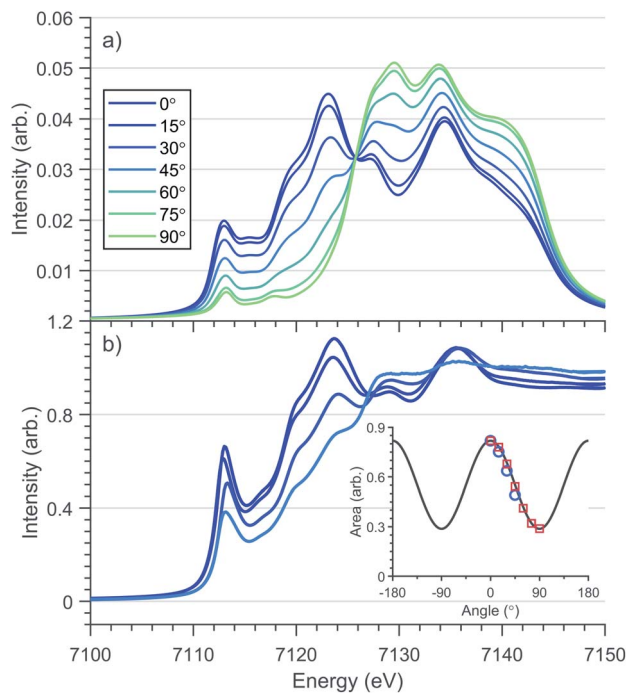 0.06
a)
0.05
0.04
0.03
0.02
0.01
Intensity (arb.)
0°
15°
30°
45°
60°
75°
90°
1.2
b)
0.8
0.4
0
Intensity (arb.)
0.9
0.6
0.3
0
Area (arb.)
-180 -90 0 90 180
Angle (°)
7100 7110 7120 7130 7140 7150
Energy (eV)